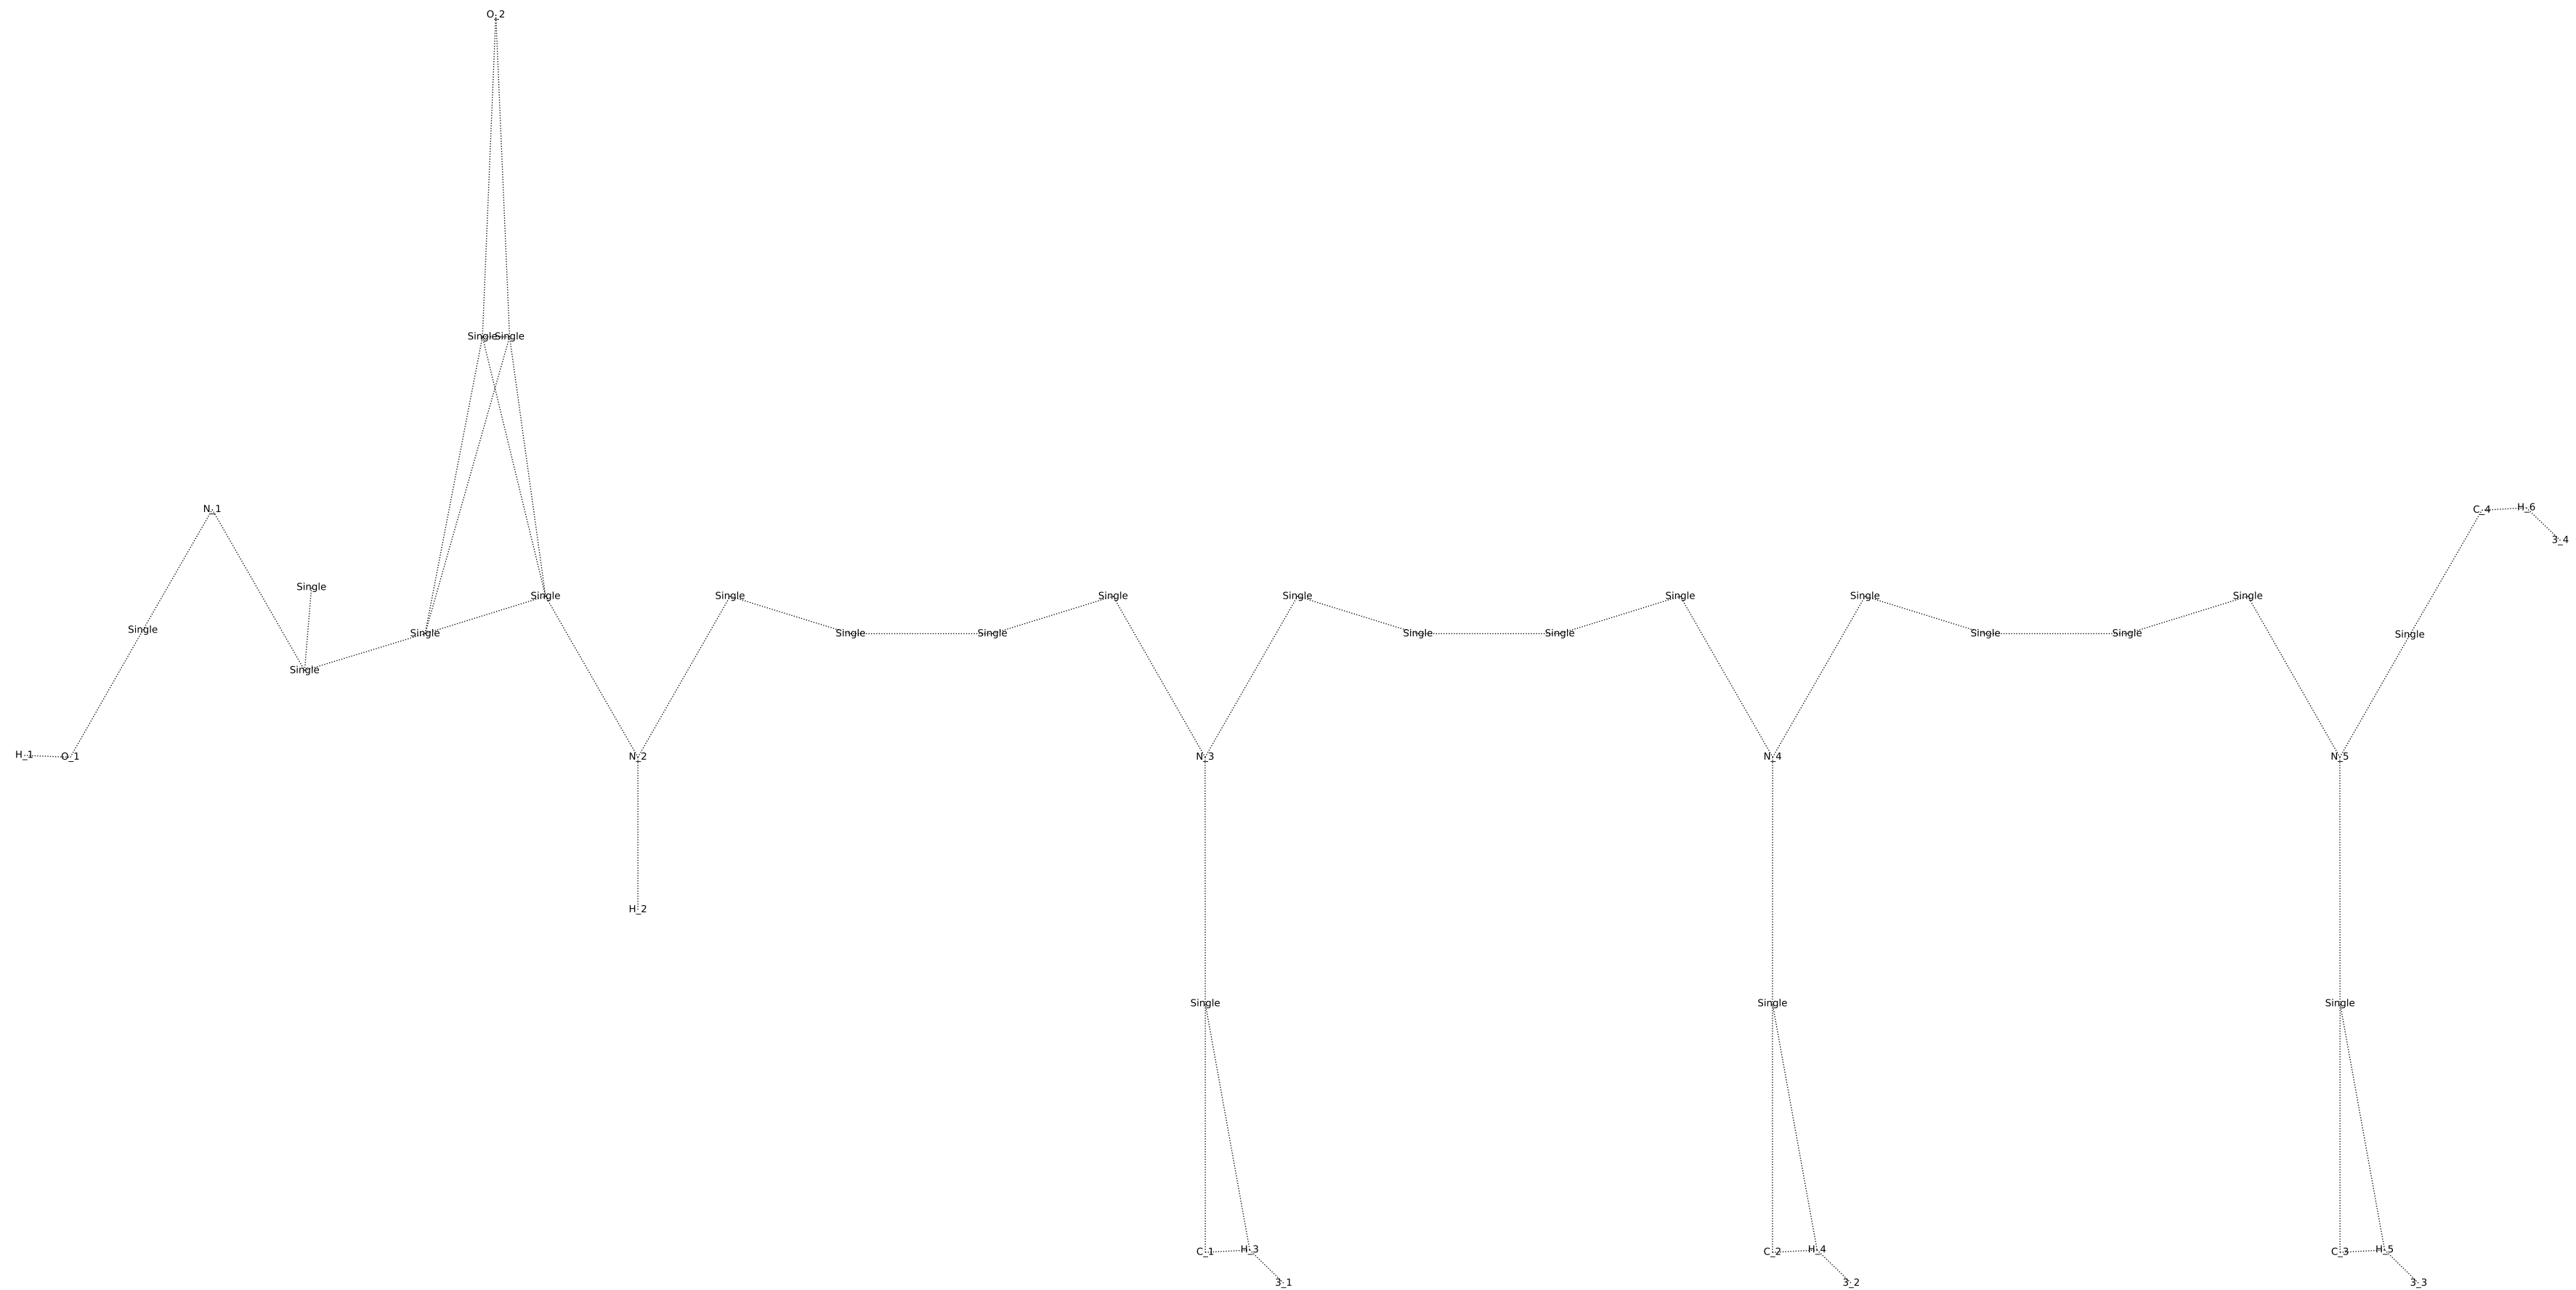 O_2
Single Single
N_1
C_4 H_6
3_4
Single
Single Single Single Single Single Single Single
Single
Single Single Single Single Single Single Single Single
Single
H_1 O_1 N_2 N_3 N_4 N_5
H_2
Single Single Single
C_1 H_3 C_2 H_4 C_3 H_5
3_1 3_2 3_3